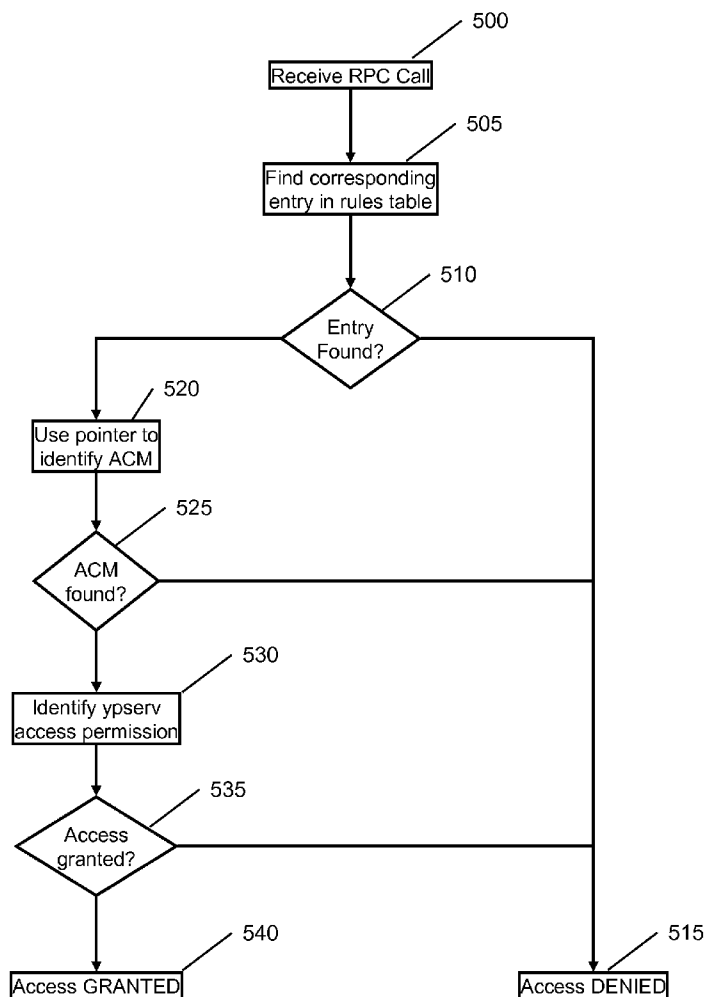 500
Receive RPC Call
505
Find corresponding
entry in rules table
510
Entry
Found?
520
Use pointer to
identify ACM
525
ACM
found?
530
Identify ypserv
access permission
535
Access
granted?
540
Access GRANTED
515
Access DENIED